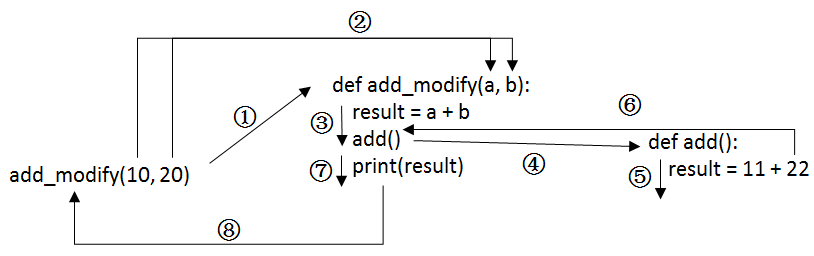 ②
def add_modify(a, b):
① ③ result = a + b ⑥
add() def add():
add_modify(10, 20) ⑦ print(result) ④ ⑤ result = 11 + 22
⑧